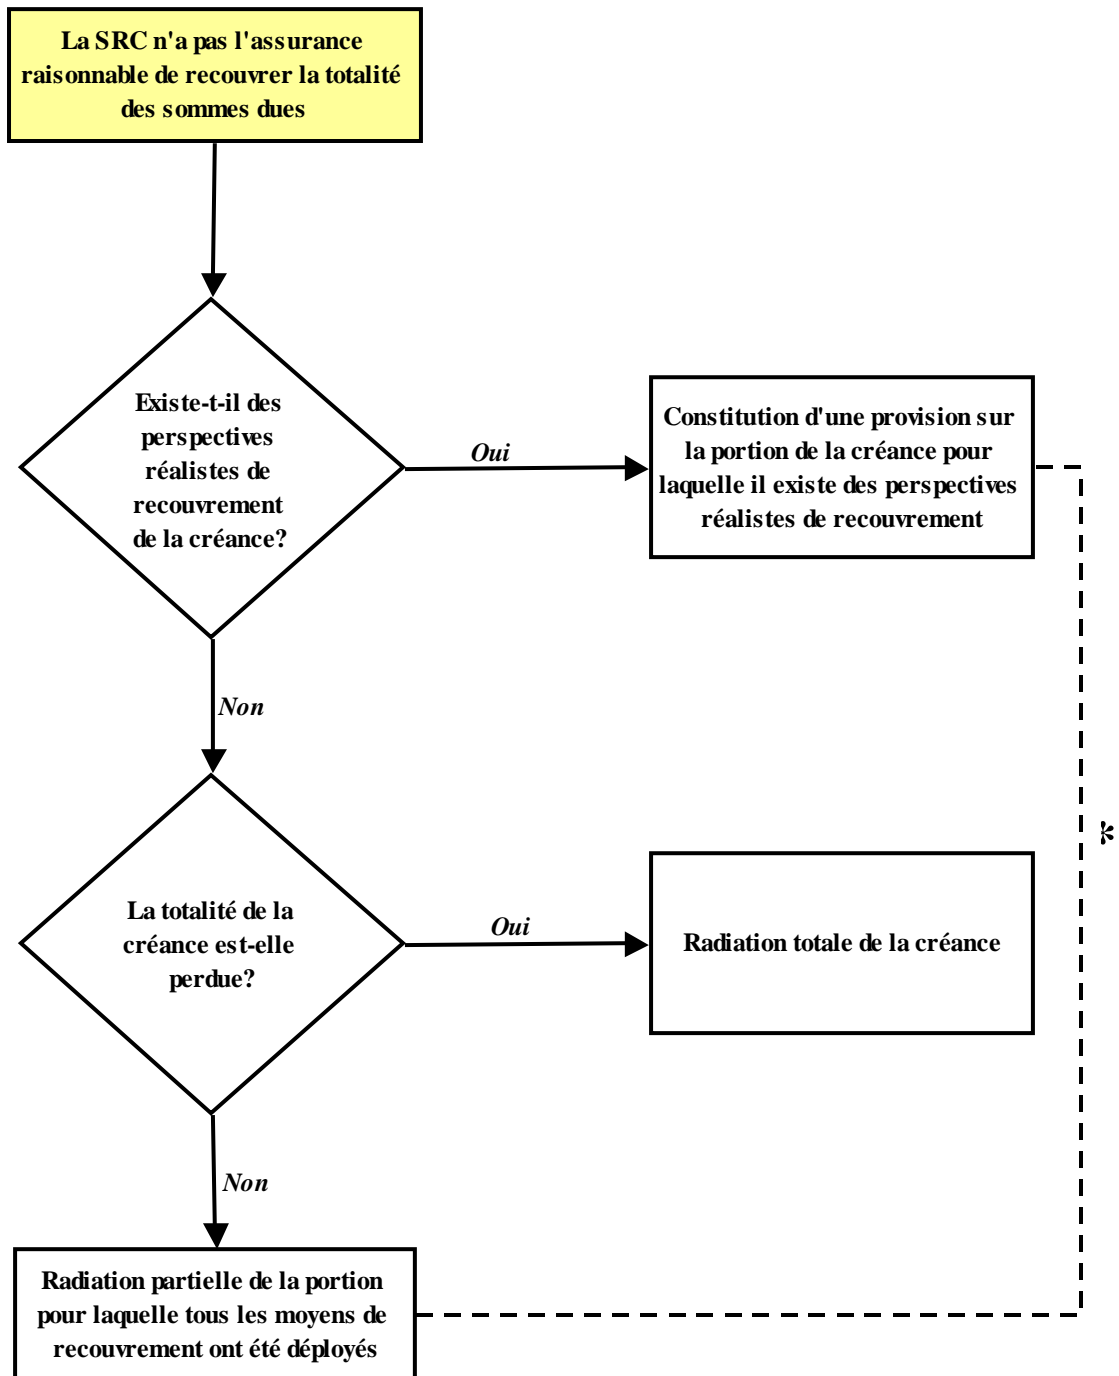 La SRC n'a pas l'assurance
raisonnable de recouvrer la totalité
des sommes dues
Existe-t-il des
perspectives
réalistes de
recouvrement
de la créance?
Oui
Constitution d'une provision sur
la portion de la créance pour
laquelle il existe des perspectives
réalistes de recouvrement
Non
*
La totalité de la
créance est-elle
perdue?
Oui
Radiation totale de la créance
Non
Radiation partielle de la portion
pour laquelle tous les moyens de
recouvrement ont été déployés